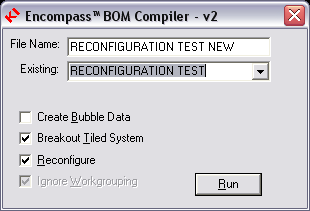 Encompass™ BOM Compiler - v2
File Name: RECONFIGURATION TEST NEW
Existing: RECONFIGURATION TEST
Create Bubble Data
Breakout Tiled System
Reconfigure
Ignore Workgrouping
Run